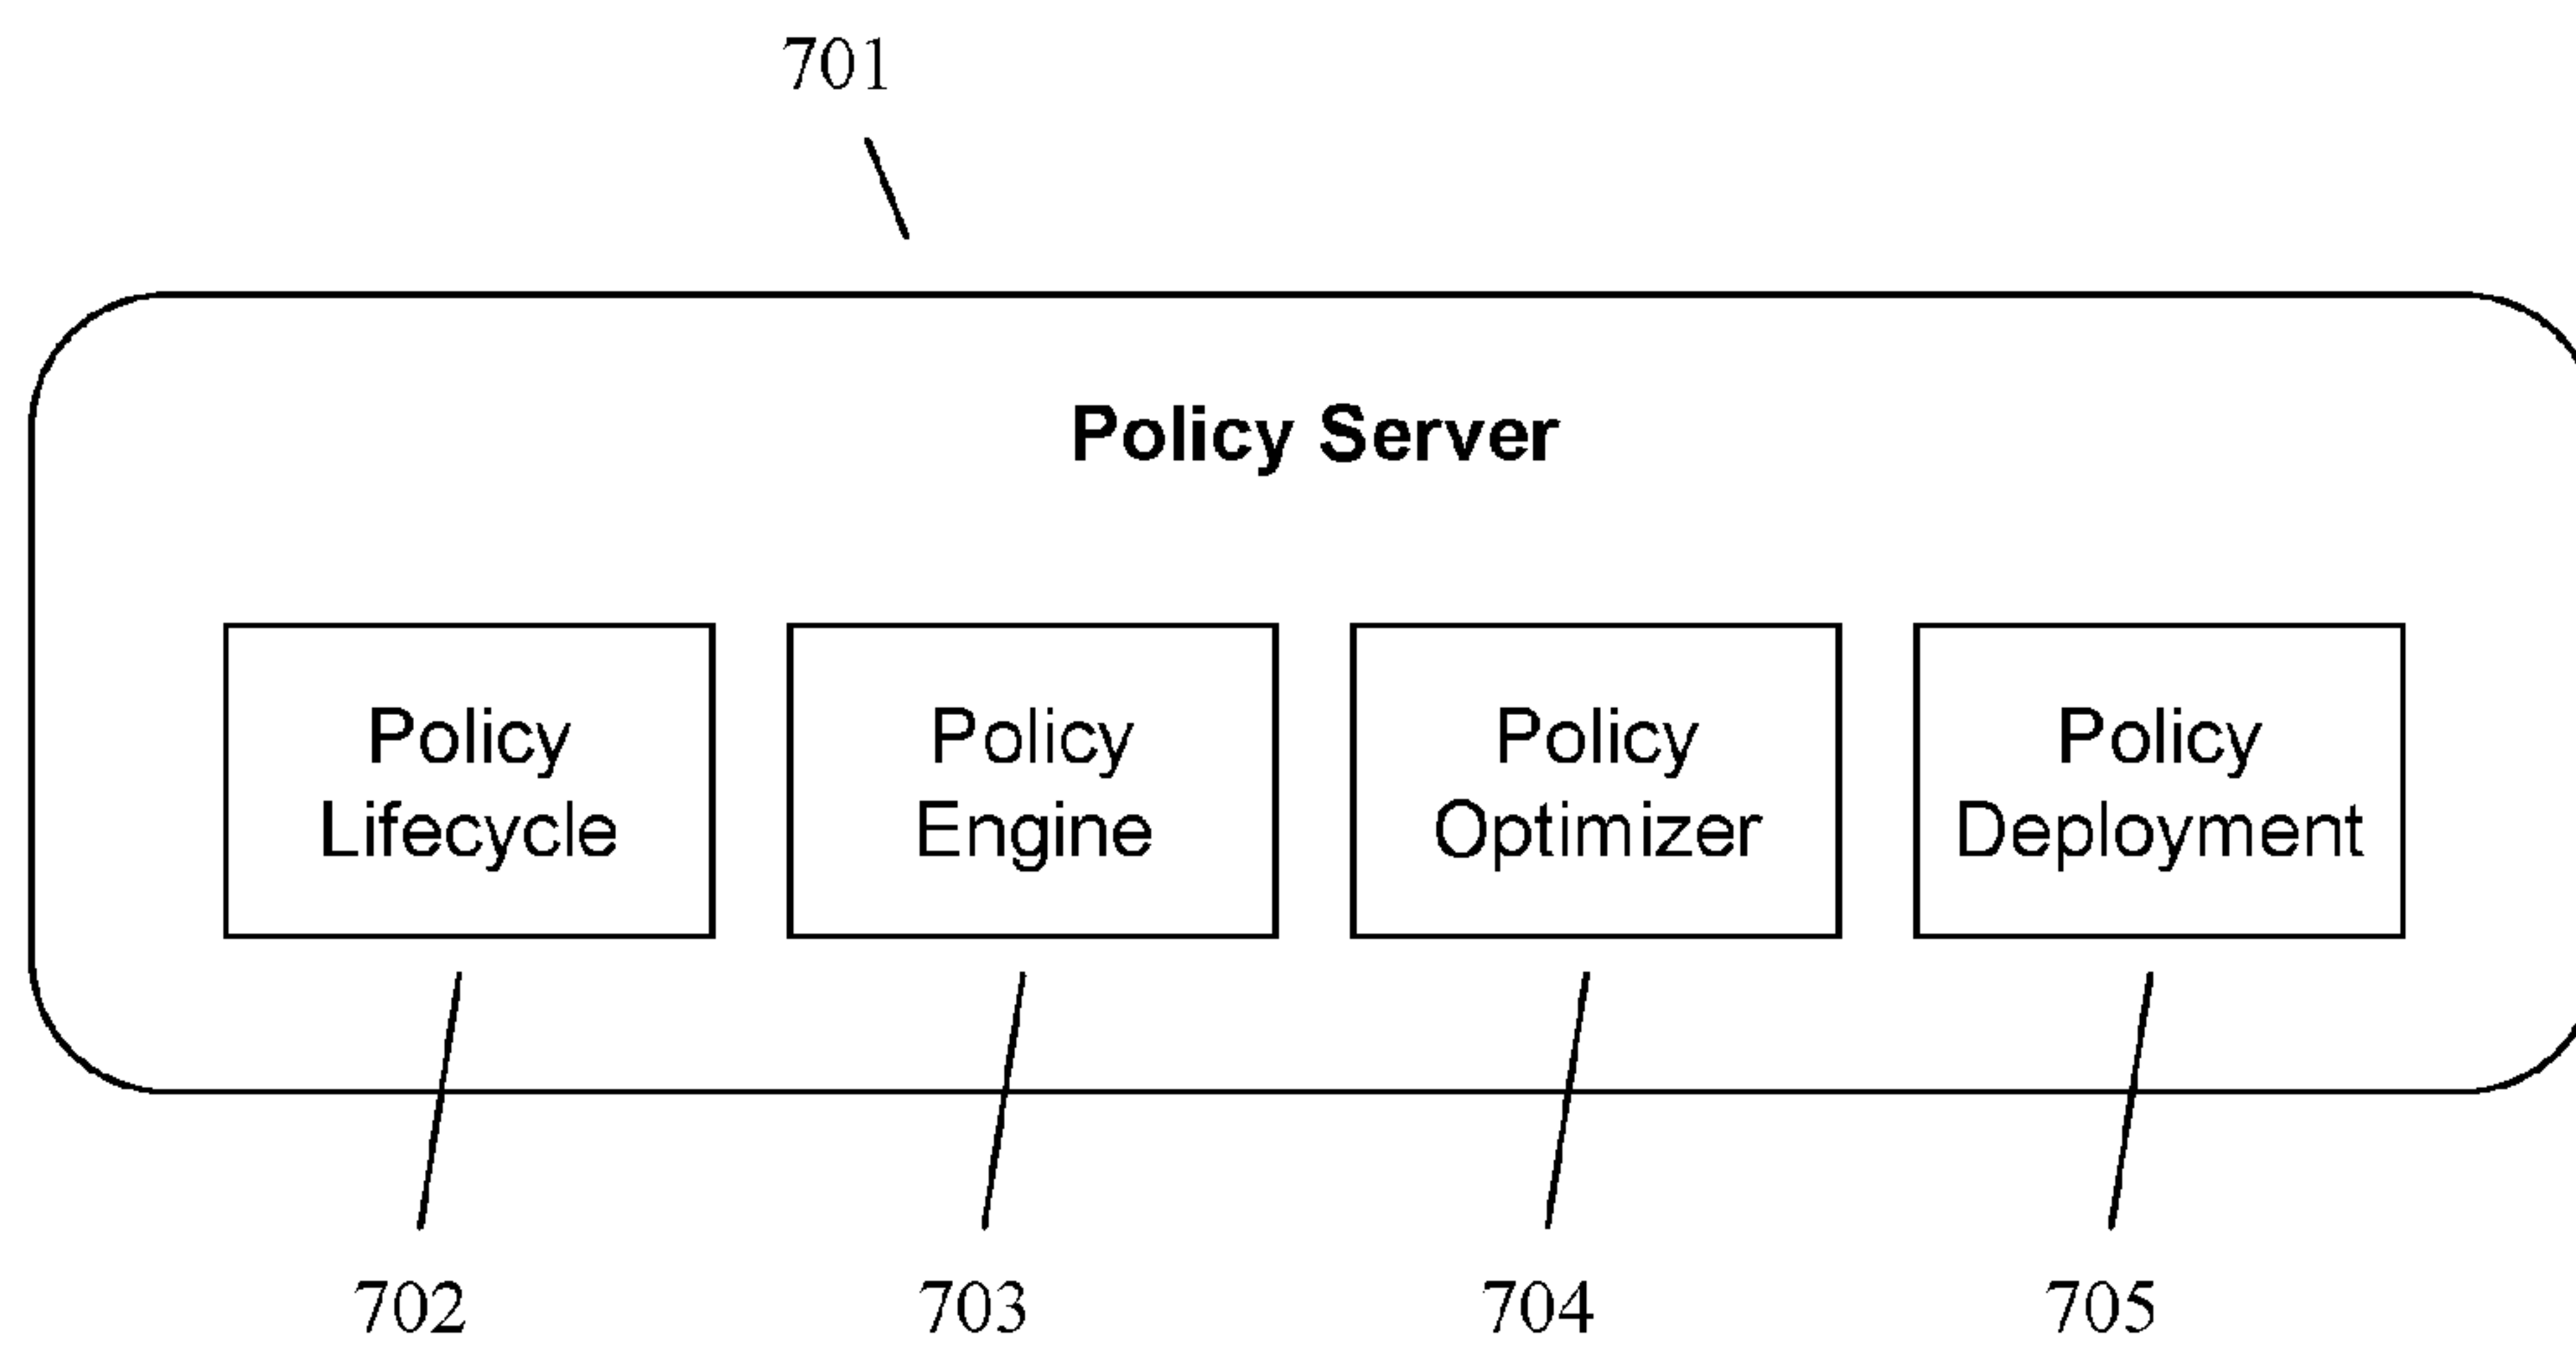 701
Policy Server
Policy
Lifecycle
Policy
Engine
Policy
Optimizer
Policy
Deployment
702
703
704
705